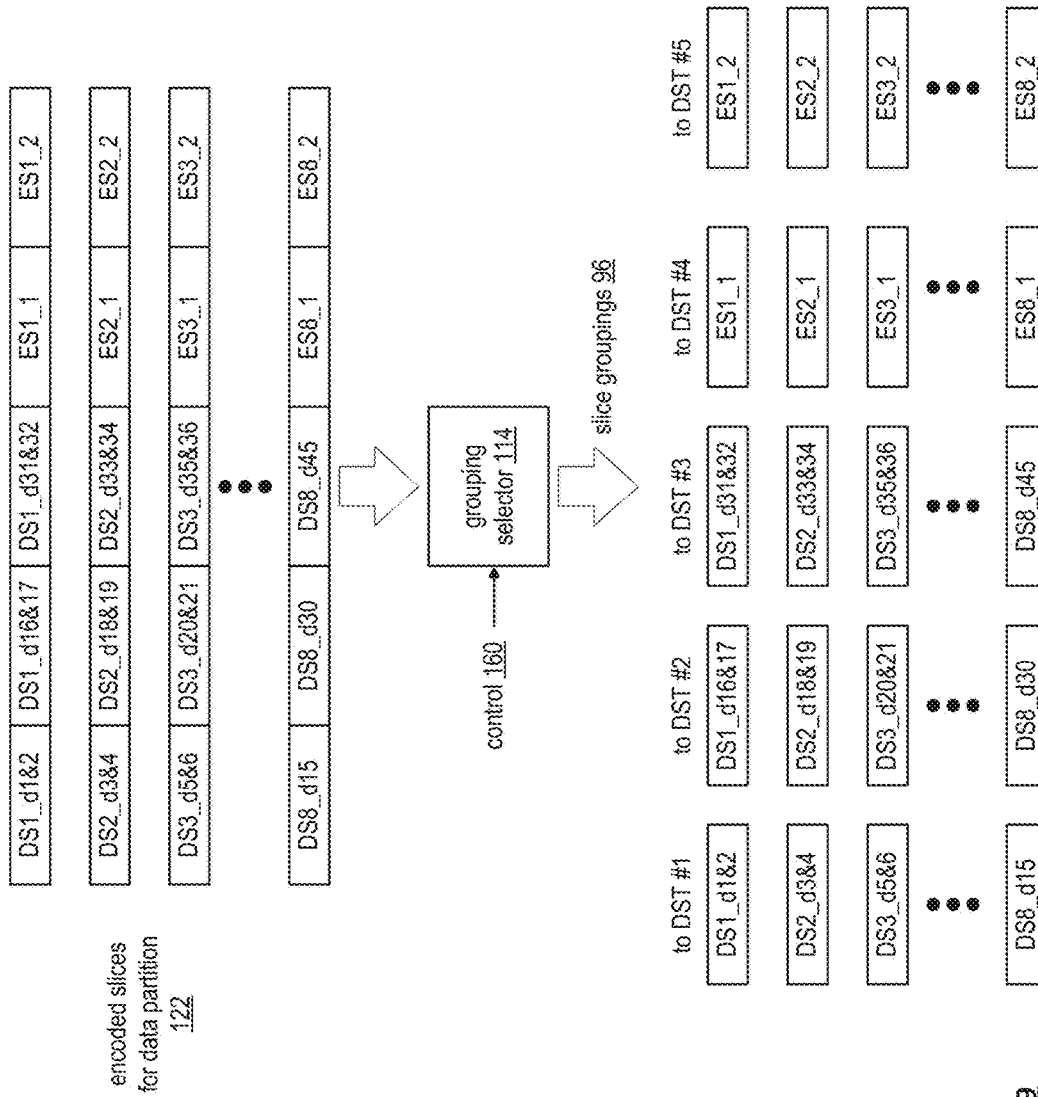 encoded slices
for data partition
122
DS1_d1&2 DS1_d16&17 DS1_d31&32 ES1_1 ES1_2
DS2_d3&4 DS2_d18&19 DS2_d33&34 ES2_1 ES2_2
DS3_d5&6 DS3_d20&21 DS3_d35&36 ES3_1 ES3_2
DS8_d15 DS8_d30 DS8_d45 ES8_1 ES8_2
control 160
grouping
selector 114
slice groupings 96
to DST #1 to DST #2 to DST #3 to DST #4 to DST #5
DS1_d1&2 DS1_d16&17 DS1_d31&32 ES1_1 ES1_2
DS2_d3&4 DS2_d18&19 DS2_d33&34 ES2_1 ES2_2
DS3_d5&6 DS3_d20&21 DS3_d35&36 ES3_1 ES3_2
DS8_d15 DS8_d30 DS8_d45 ES8_1 ES8_2